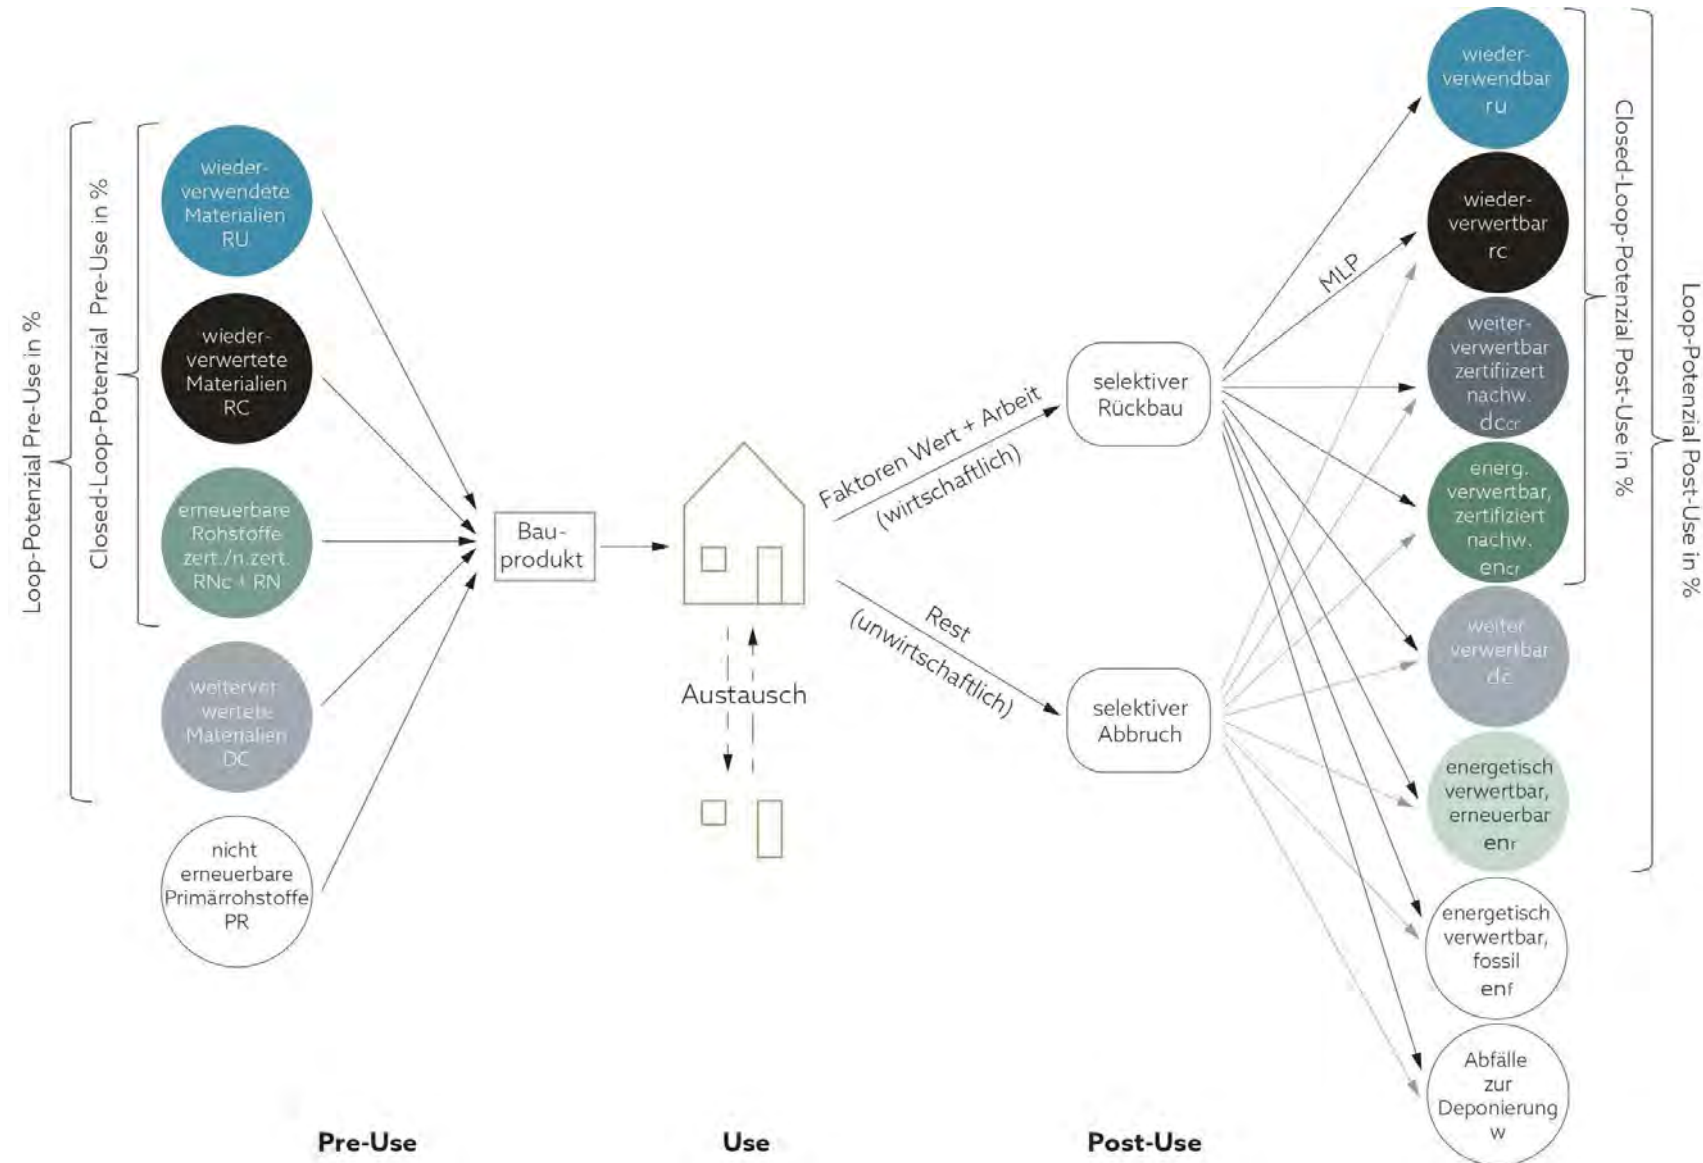 Loop-Potenzial Pre-Use in %
Closed-Loop-Potenzial Pre-Use in %
wieder-
verwendete
Materialien
RU
wieder-
verwertete
Materialien
RC
erneuerbare
Rohstoffe
zert./n.zert.
RNc + RN
weiterver-
wertete
Materialien
DC
nicht
erneuerbare
Primärrohstoffe
PR
Bau-
produkt
Austausch
Faktoren Wert + Arbeit
(wirtschaftlich)
Rest
(unwirtschaftlich)
selektiver
Rückbau
selektiver
Abbruch
MLP
wieder-
verwendbar
ru
wieder-
verwertbar
rc
weiter-
verwertbar
zertifiizert
nachw.
dccr
energ.
verwertbar,
zertifiziert
nachw.
encr
weiter
verwertbar
dc
energetisch
verwertbar,
erneuerbar
enr
energetisch
verwertbar,
fossil
enf
Abfälle
zur
Deponierung
w
Closed-Loop-Potenzial Post-Use in %
Loop-Potenzial Post-Use in %
Pre-Use
Use
Post-Use